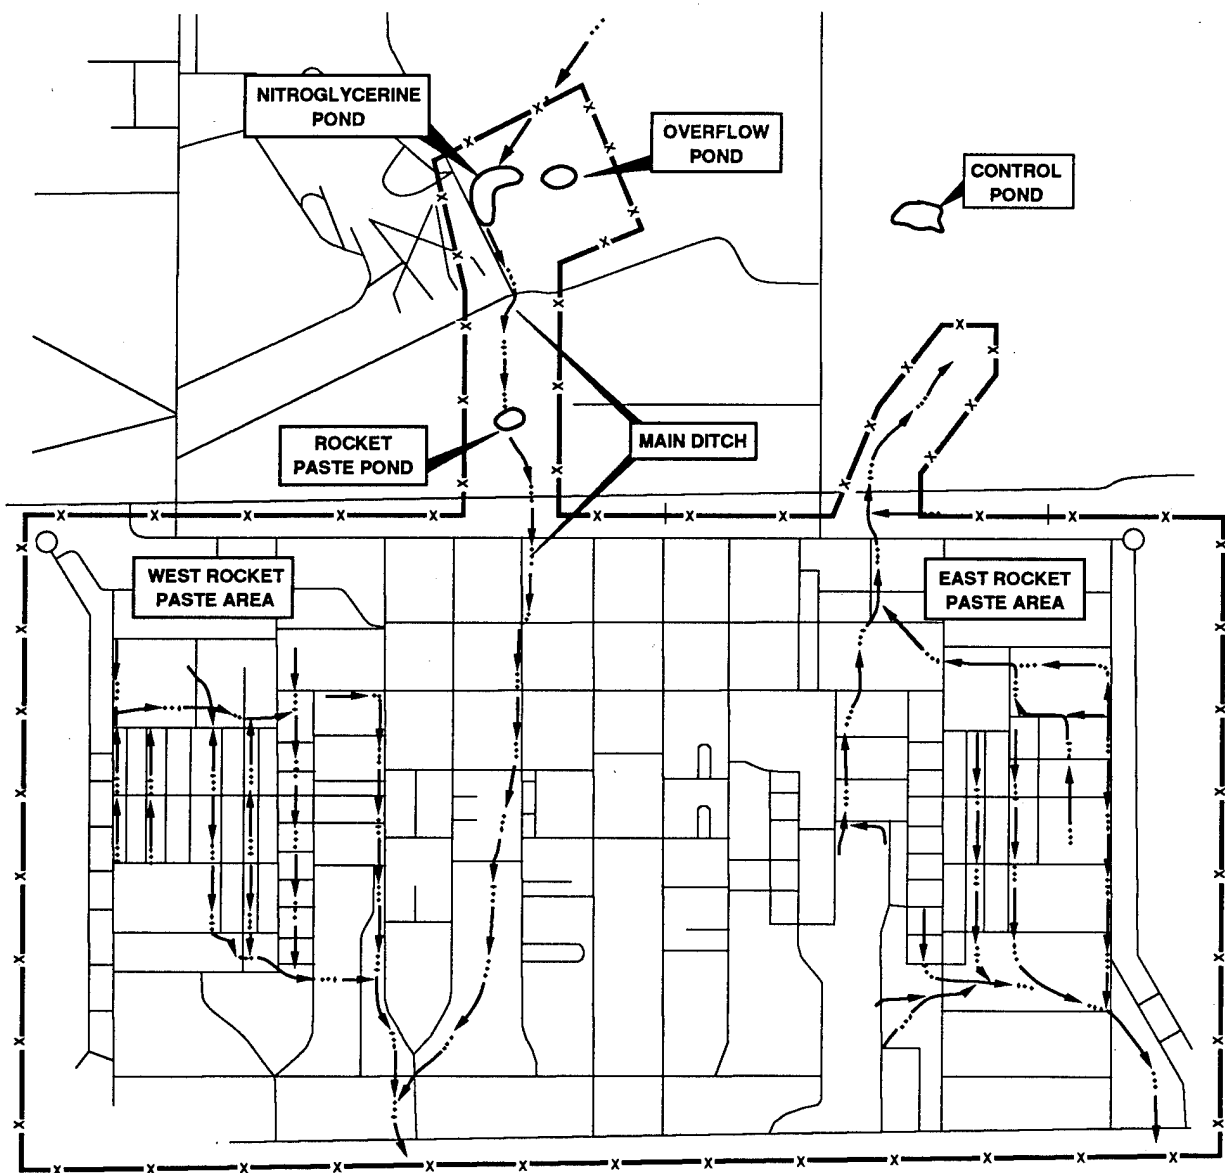 NITROGLYCERINE
POND
OVERFLOW
POND
CONTROL
POND
ROCKET
PASTE POND
MAIN DITCH
WEST ROCKET
PASTE AREA
EAST ROCKET
PASTE AREA